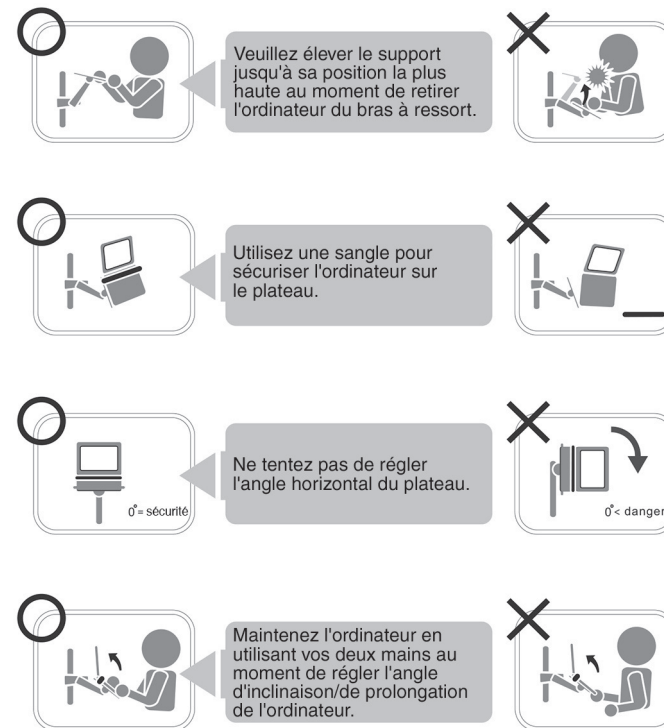 Veuillez élever le support
jusqu'à sa position la plus
haute au moment de retirer
l'ordinateur du bras à ressort.
Utilisez une sangle pour
sécuriser l'ordinateur sur
le plateau.
Ne tentez pas de régler
l'angle horizontal du plateau.
0°= sécurité
0°< danger
Maintenez l'ordinateur en
utilisant vos deux mains au
moment de régler l'angle
d'inclinaison/de prolongation
de l'ordinateur.